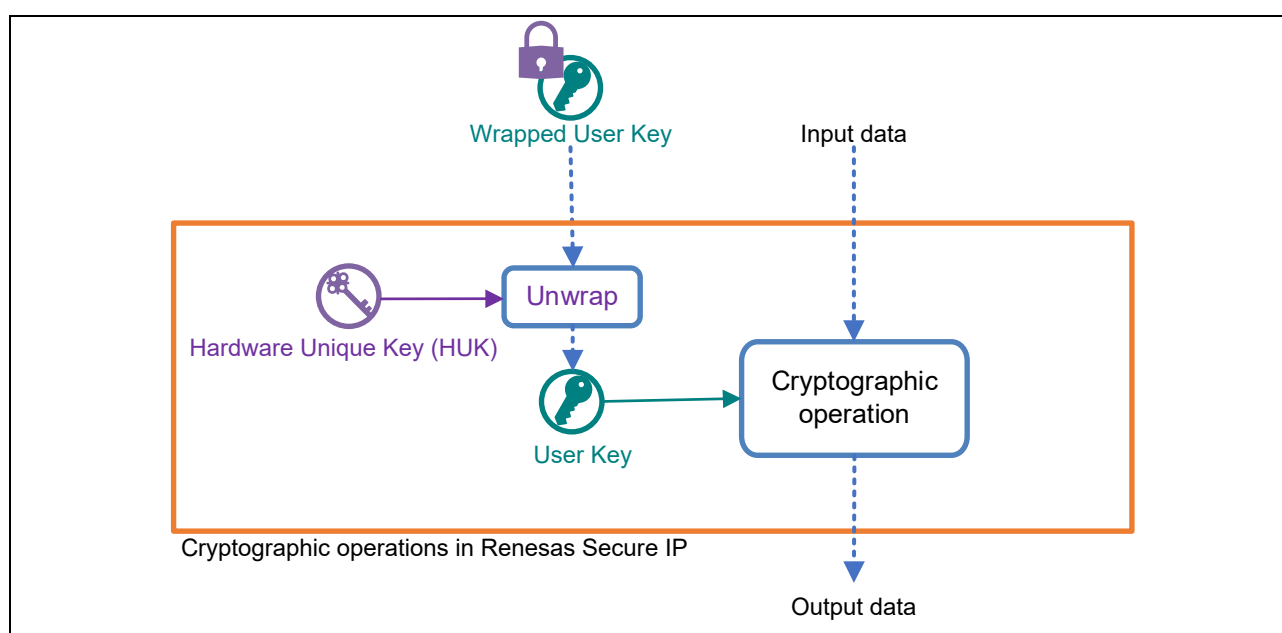 Wrapped User Key
Input data
Unwrap
Hardware Unique Key (HUK)
Cryptographic
operation
User Key
Cryptographic operations in Renesas Secure IP
Output data